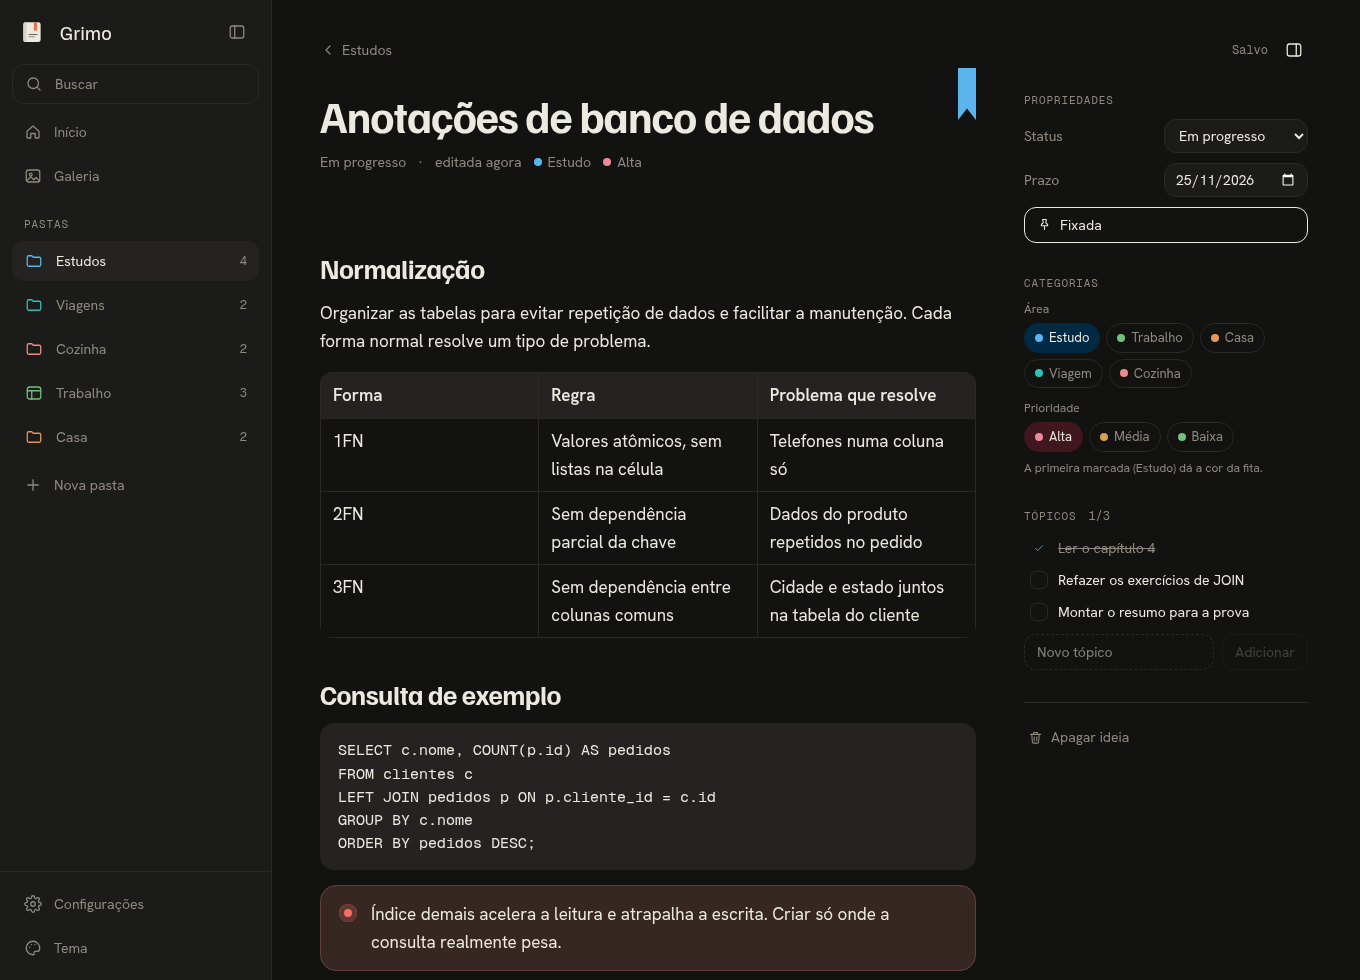 Grimo
Buscar
Início
Galeria
PASTAS
Estudos 4
Viagens 2
Cozinha 2
Trabalho 3
Casa 2
Nova pasta
Configurações
Tema
Estudos
Anotações de banco de dados
Em progresso · editada agora Estudo Alta
Normalização
Organizar as tabelas para evitar repetição de dados e facilitar a manutenção. Cada
forma normal resolve um tipo de problema.
Forma Regra Problema que resolve
1FN Valores atômicos, sem Telefones numa coluna
listas na célula só
2FN Sem dependência Dados do produto
parcial da chave repetidos no pedido
3FN Sem dependência entre Cidade e estado juntos
colunas comuns na tabela do cliente
Consulta de exemplo
SELECT c.nome, COUNT(p.id) AS pedidos
FROM clientes c
LEFT JOIN pedidos p ON p.cliente_id = c.id
GROUP BY c.nome
ORDER BY pedidos DESC;
Índice demais acelera a leitura e atrapalha a escrita. Criar só onde a
consulta realmente pesa.
Salvo
PROPRIEDADES
Status Em progresso
Prazo 25/11/2026
Fixada
CATEGORIAS
Área
Estudo Trabalho Casa
Viagem Cozinha
Prioridade
Alta Média Baixa
A primeira marcada (Estudo) dá a cor da fita.
TÓPICOS 1/3
Ler o capítulo 4
Refazer os exercícios de JOIN
Montar o resumo para a prova
Novo tópico Adicionar
Apagar ideia